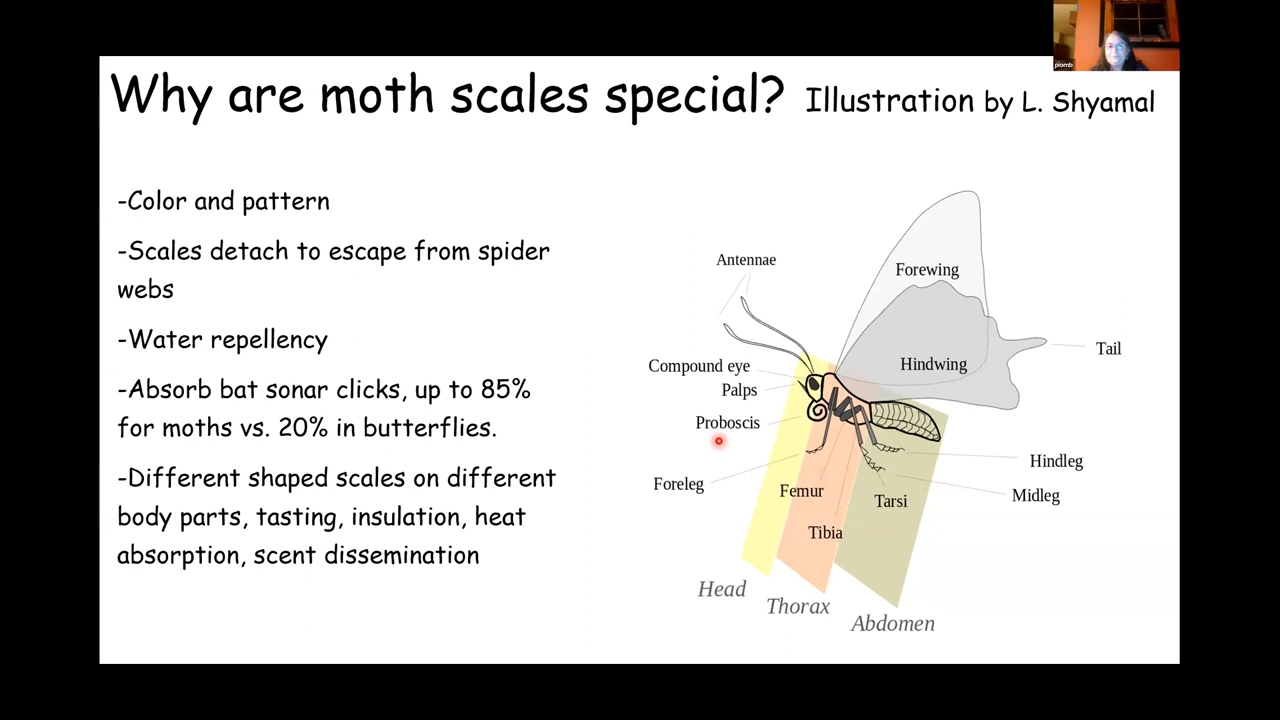 Why are moth scales special? Illustration by L. Shyamal
piomb
-Color and pattern
-Scales detach to escape from spider
webs
-Water repellency
-Absorb bat sonar clicks, up to 85%
for moths vs. 20% in butterflies.
-Different shaped scales on different
body parts, tasting, insulation, heat
absorption, scent dissemination
Antennae
Forewing
Tail
Hindwing
Compound eye
Palps
Proboscis
Foreleg
Femur
Tibia
Tarsi
Hindleg
Midleg
Head
Thorax
Abdomen